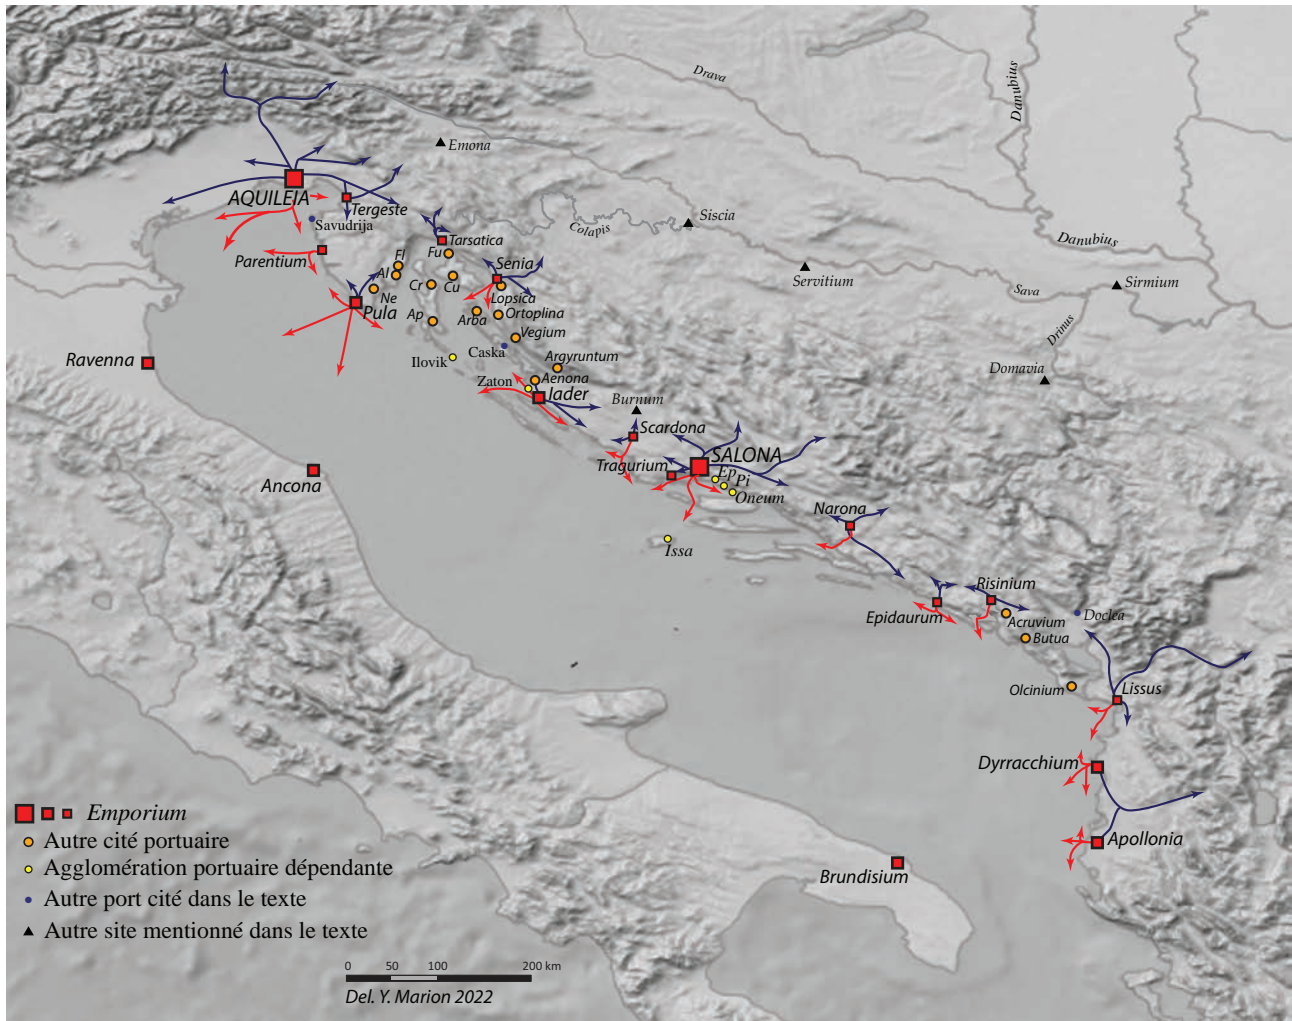 Drava
Danubius
Emona
AQUILEIA
Tergeste
Savudrija
Colapis
Siscia
Danubius
Parentium
Fl
Al
Ne
Pula
Tarsatica
Fu
Cr
Cu
Ap
Senia
Lopsica
Arba
Ortoplina
Vegium
Caska
Servitium
Sava
Sirmium
Drinus
Domavia
Ravenna
Ilovik
Argyruntum
Zaton
Aenona
Iader
Burnum
Scardona
Ancona
Tragurium
SALONA
Ep
Pi
Oneum
Issa
Narona
Risinium
Epidaurum
Acruvium
Doclea
Butua
Olcinium
Lissus
Dyrracchium
Apollonia
Brundisium
Emporium
Autre cité portuaire
Agglomération portuaire dépendante
Autre port cité dans le texte
Autre site mentionné dans le texte
0 50 100 200 km
Del. Y. Marion 2022